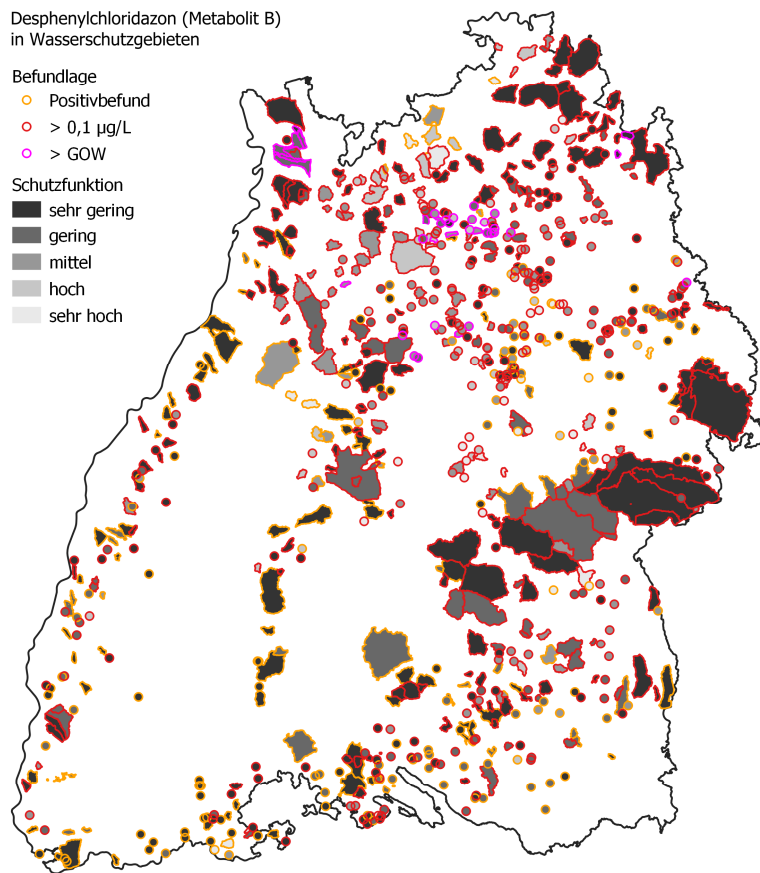 Desphenylchloridazon (Metabolit B)
in Wasserschutzgebieten
Befundlage
Positivbefund
> 0,1 µg/L
> GOW
Schutzfunktion
sehr gering
gering
mittel
hoch
sehr hoch